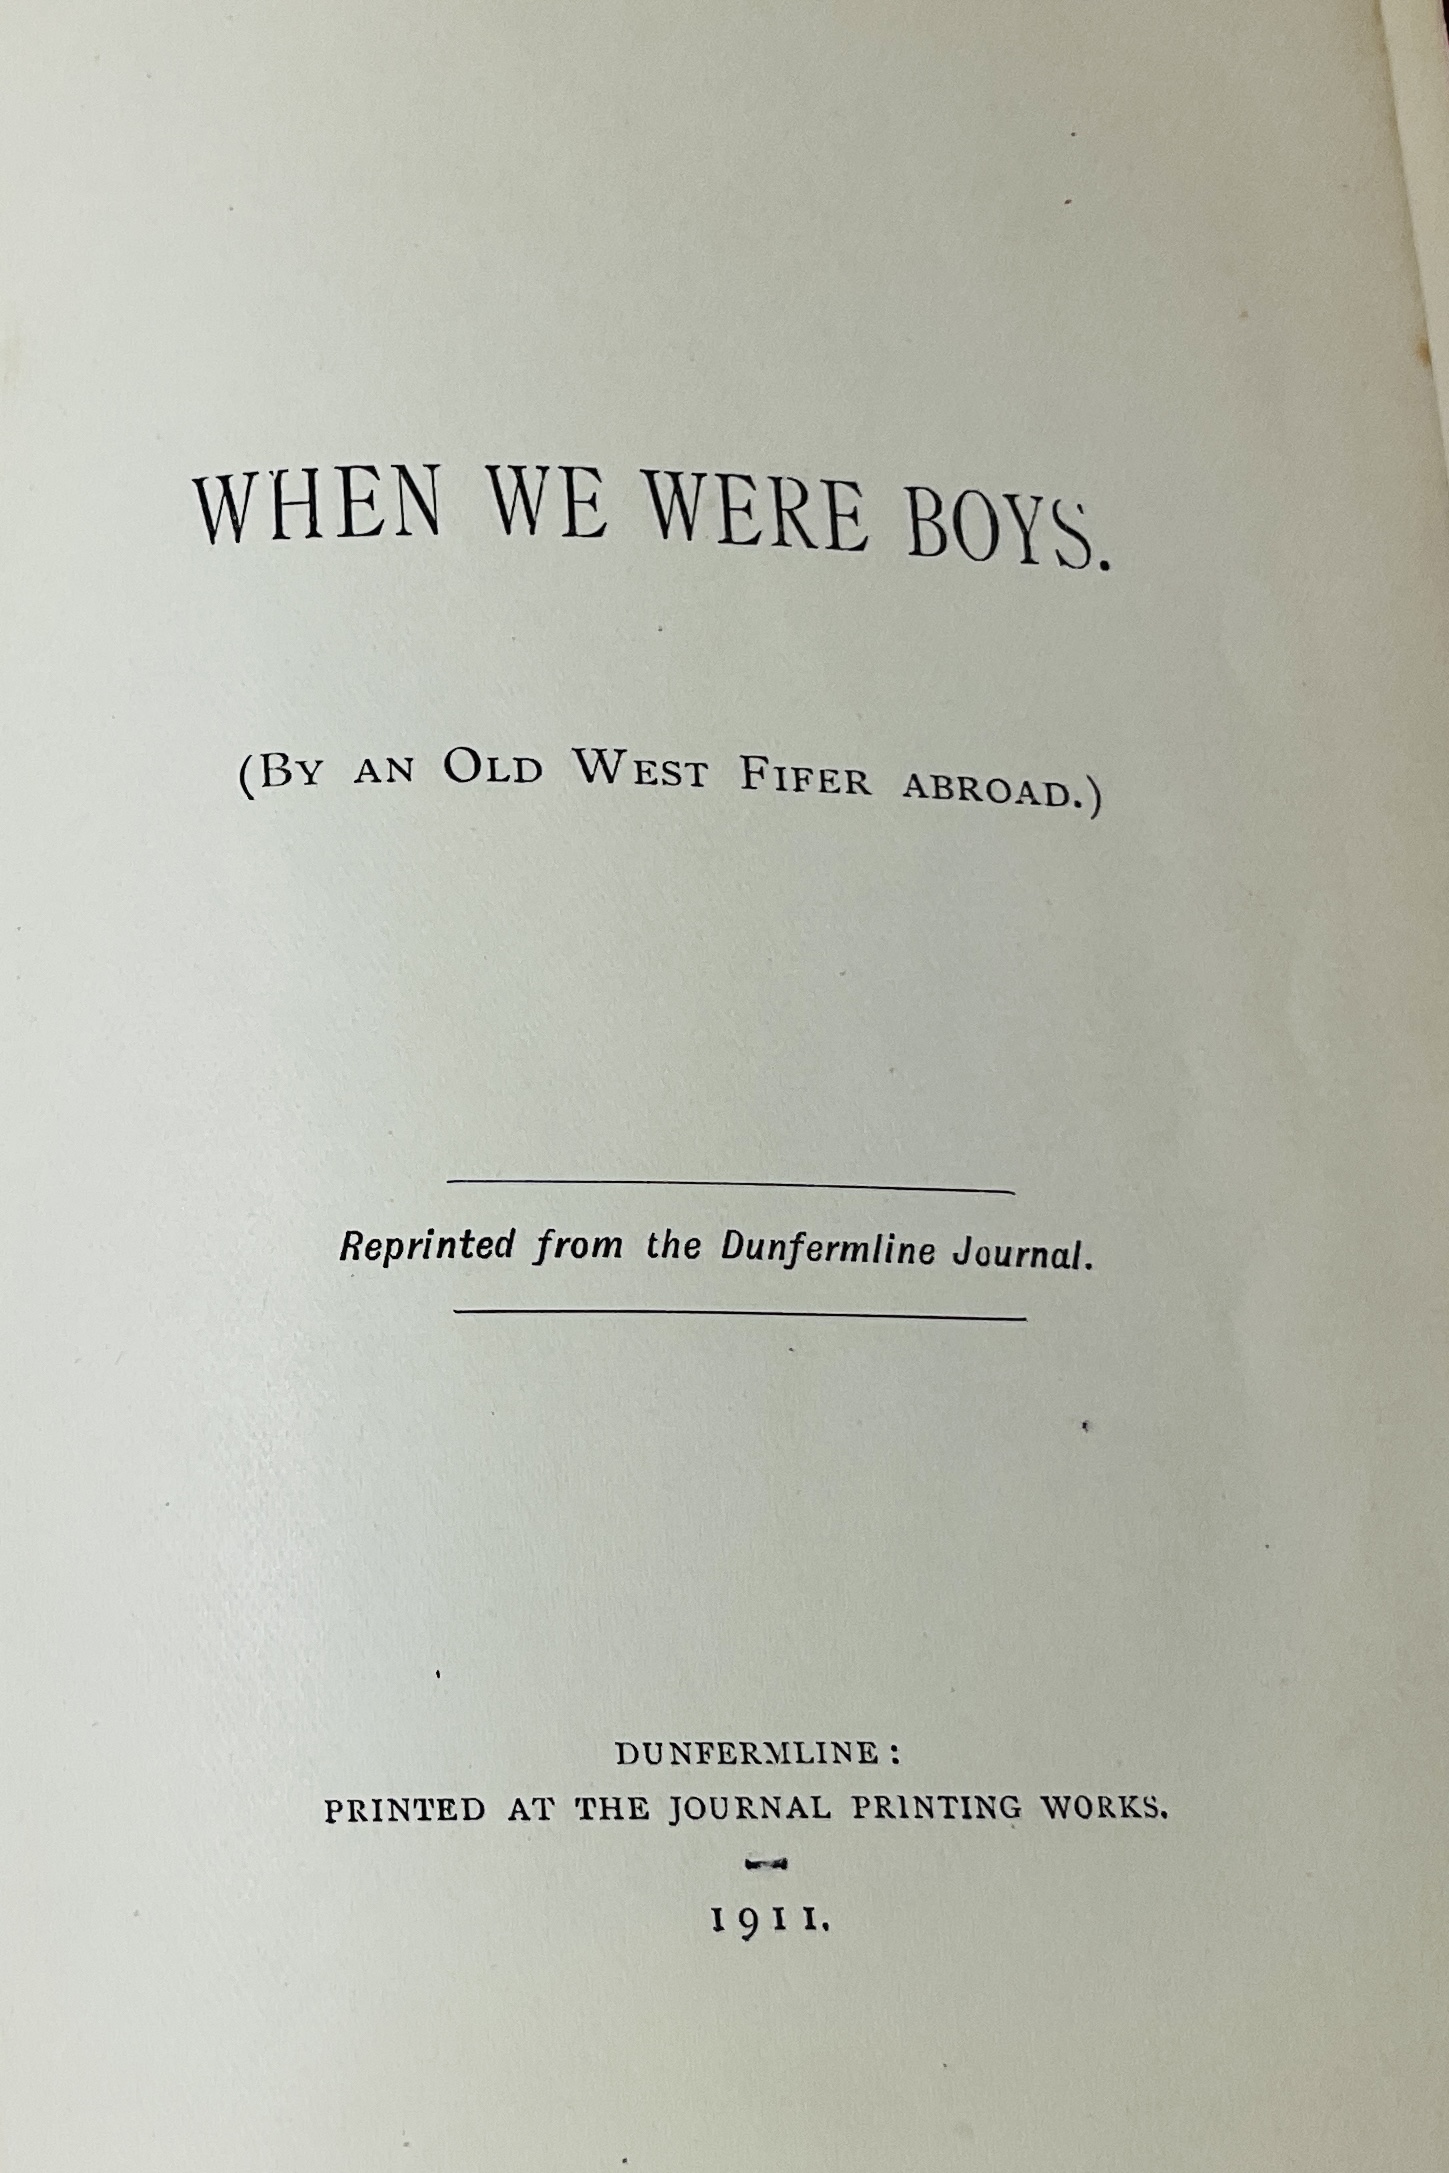 WHEN WE WERE BOYS.
(BY AN OLD WEST FIFER ABROAD.)
Reprinted from the Dunfermline Journal.
DUNFERMLINE:
PRINTED AT THE JOURNAL PRINTING WORKS.
1911.